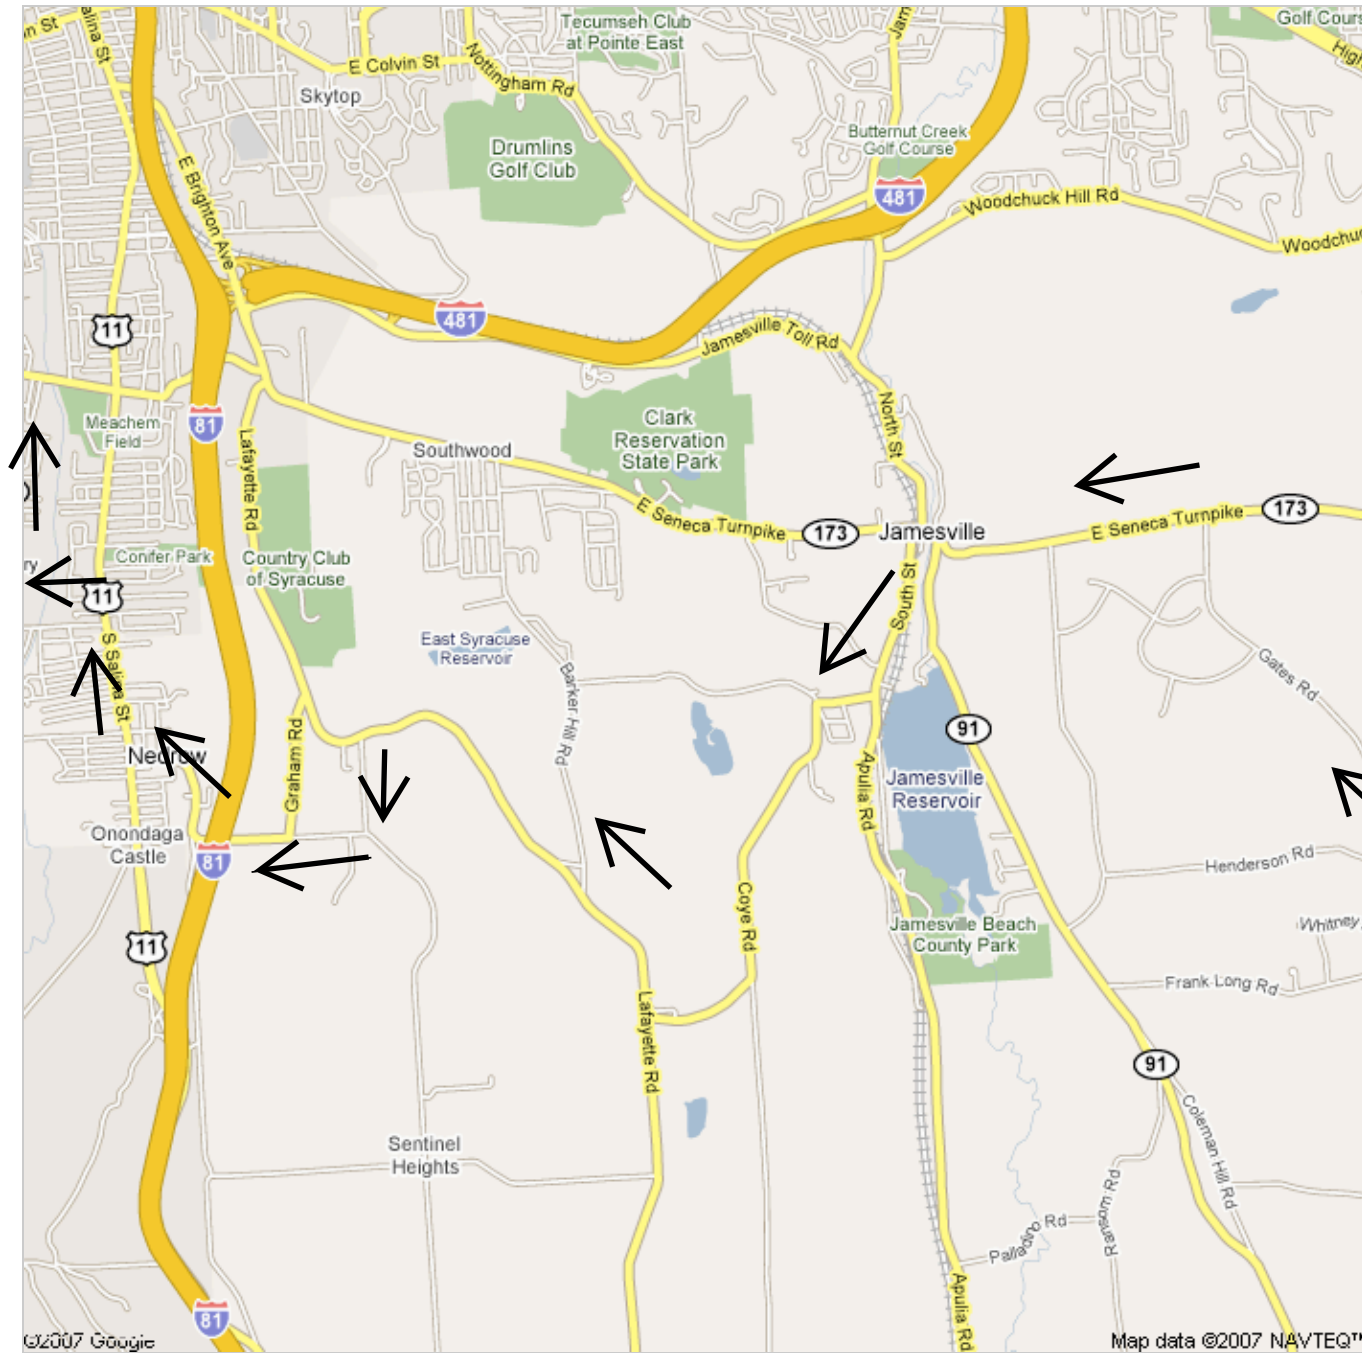 Tecumseh Club
at Pointe East
Golf
E Colvin St
Nottingham Rd
Skytop
Butternut Creek
Golf Course
Drumlins
Golf Club
E Brighton Ave
481
Woodchuck Hill Rd
11
481
Jamesville Toll Rd
Meachem
Field
81
Lafayette Rd
Southwood
Clark
Reservation
State Park
North St
E Seneca Turnpike
173
Jamesville
E Seneca Turnpike
173
Conifer Park
Country Club
of Syracuse
11
South St
S Salina St
East Syracuse
Reservoir
Barker Hill Rd
Gates Rd
91
Nedrow
Graham Rd
Apulia Rd
Jamesville
Reservoir
Onondaga
Castle
81
Henderson Rd
Coye Rd
Jamesville Beach
County Park
Whitney
11
Frank Long Rd
Lafayette Rd
91
Coleman Hill Rd
Sentinel
Heights
Ransom Rd
Palladino Rd
81
Apulia Rd
©2007 Google
Map data ©2007 NAVTEQ™